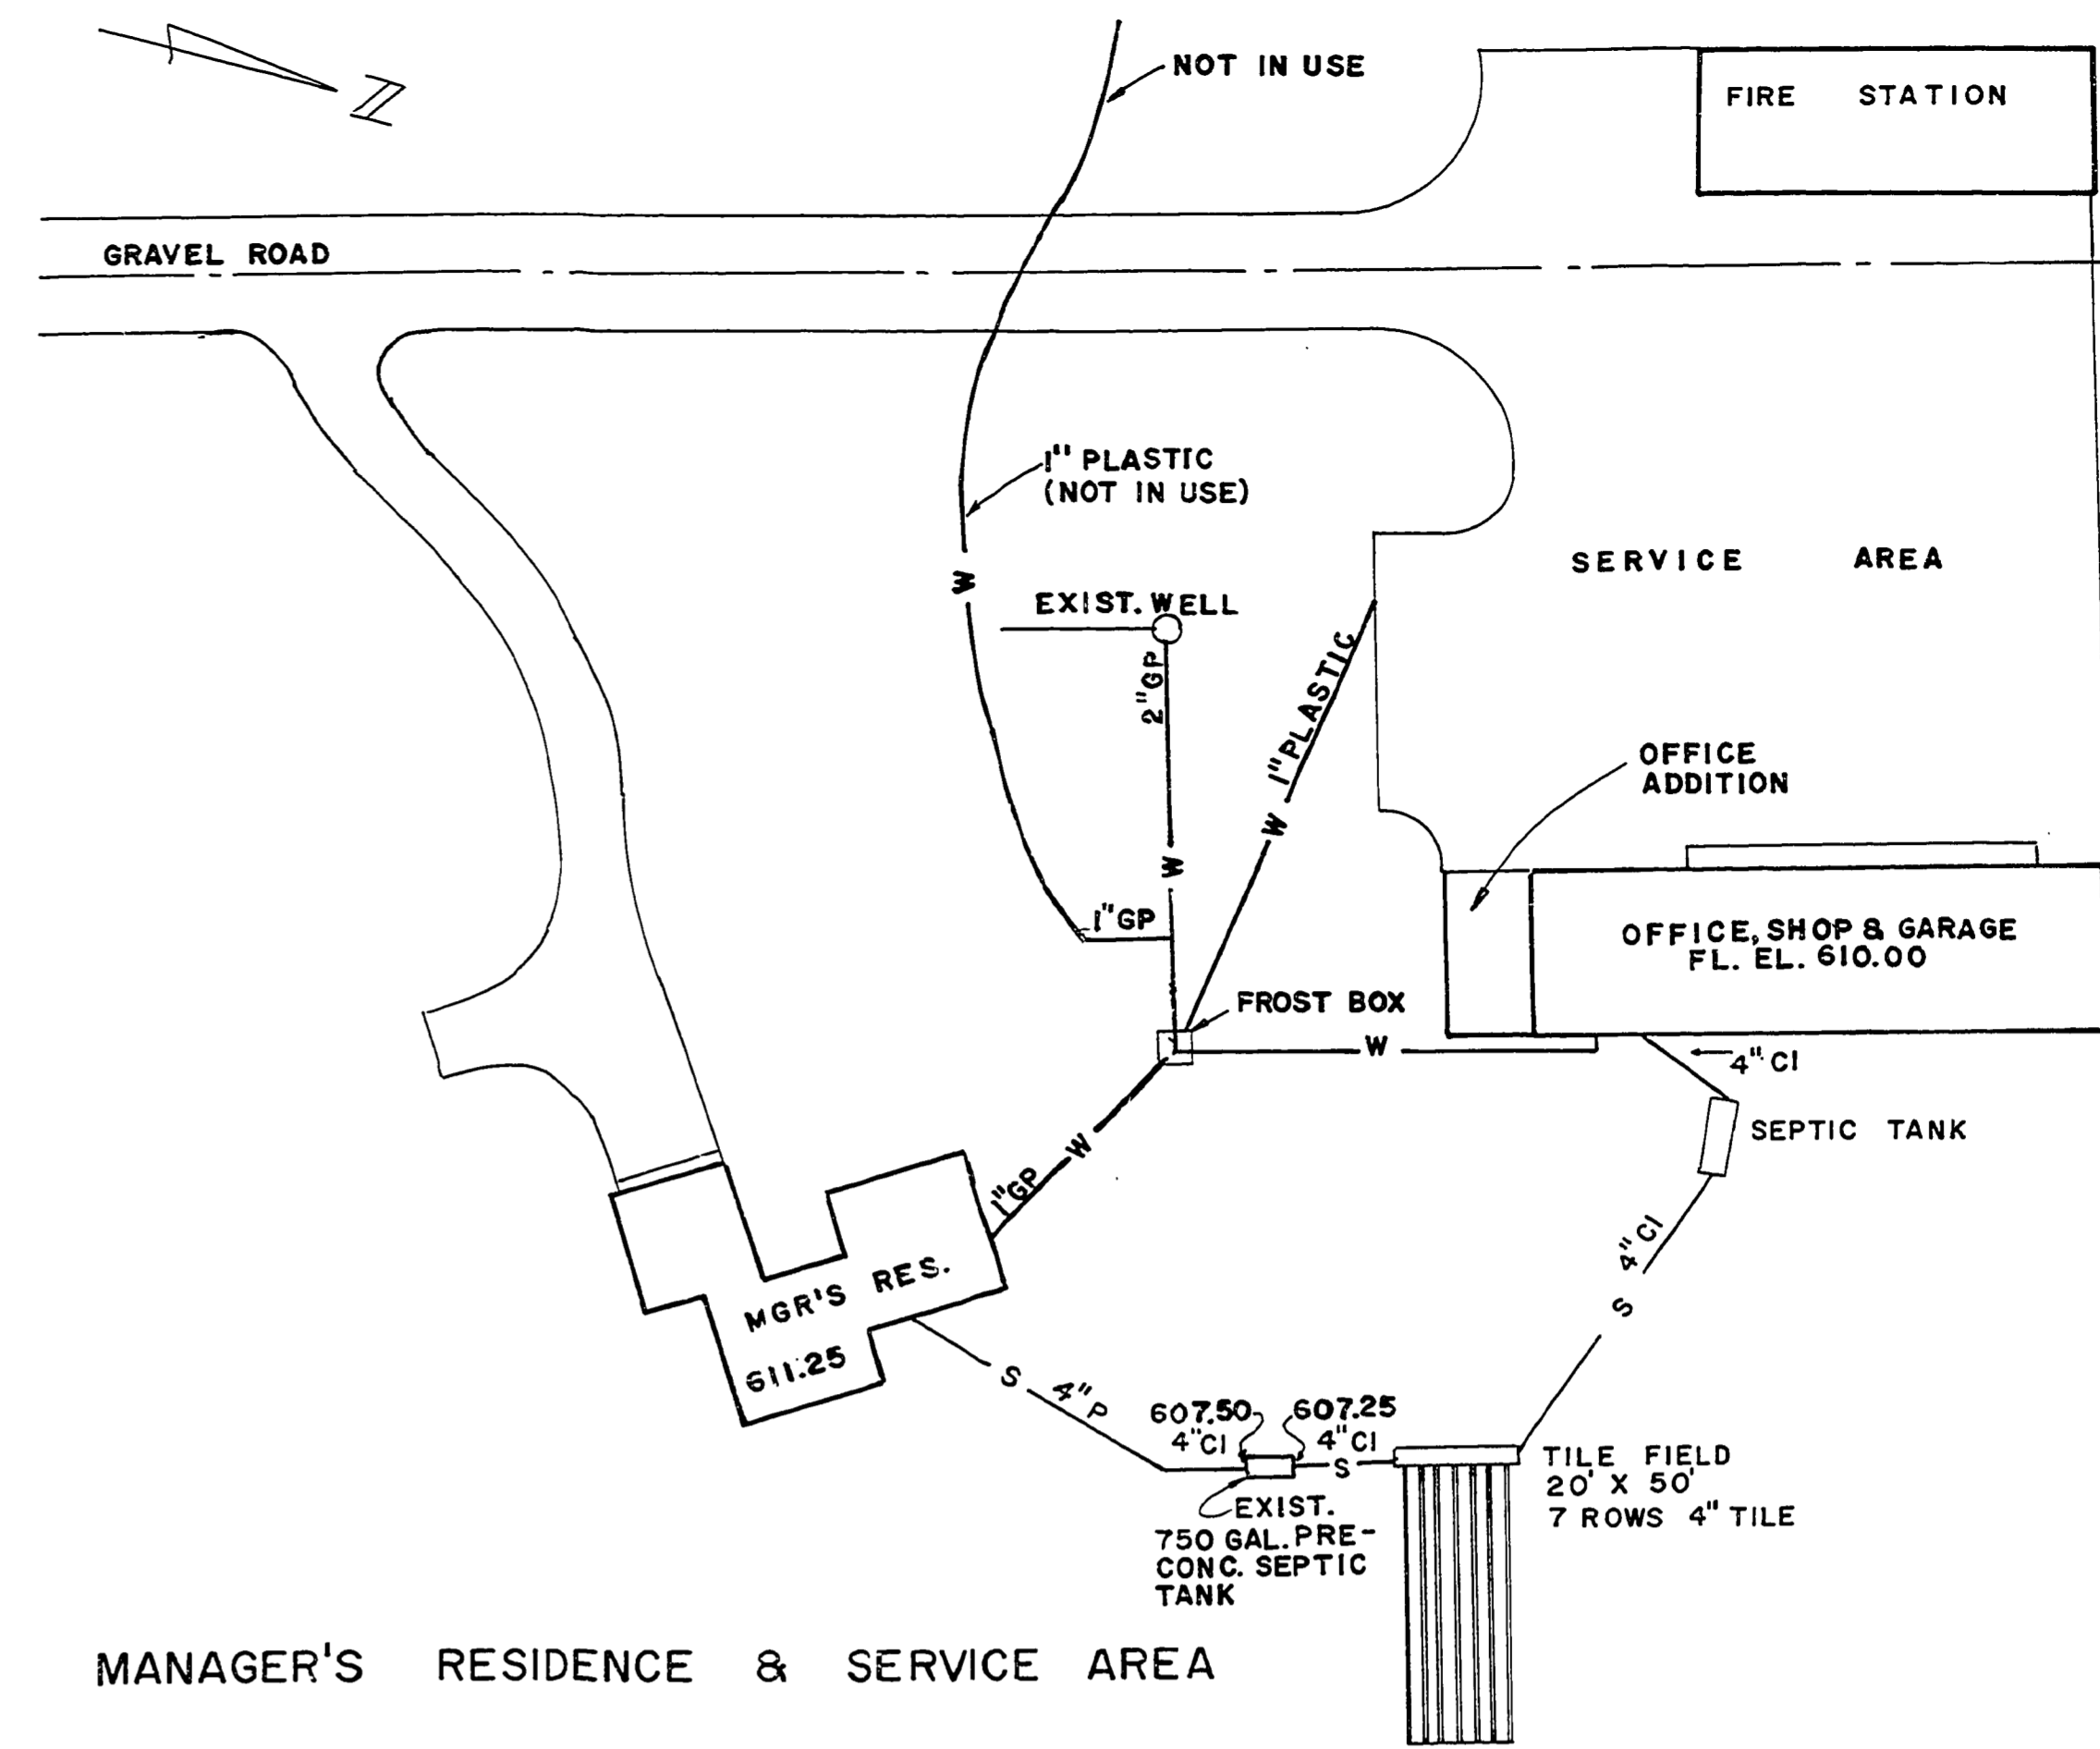 N
NOT IN USE
FIRE STATION
GRAVEL ROAD
1" PLASTIC
(NOT IN USE)
W
SERVICE AREA
EXIST. WELL
2"GP
1"PLASTIC
W
W
OFFICE
ADDITION
1"GP
OFFICE, SHOP & GARAGE
FL. EL. 610.00
FROST BOX
W
4" CI
SEPTIC TANK
W
1"GP
4"CI
S
MGR'S RES.
611.25
S
4"P
607.50
4"CI
607.25
4"CI
S
TILE FIELD
20' X 50'
7 ROWS 4" TILE
EXIST.
750 GAL. PRE-
CONC. SEPTIC
TANK
MANAGER'S RESIDENCE & SERVICE AREA